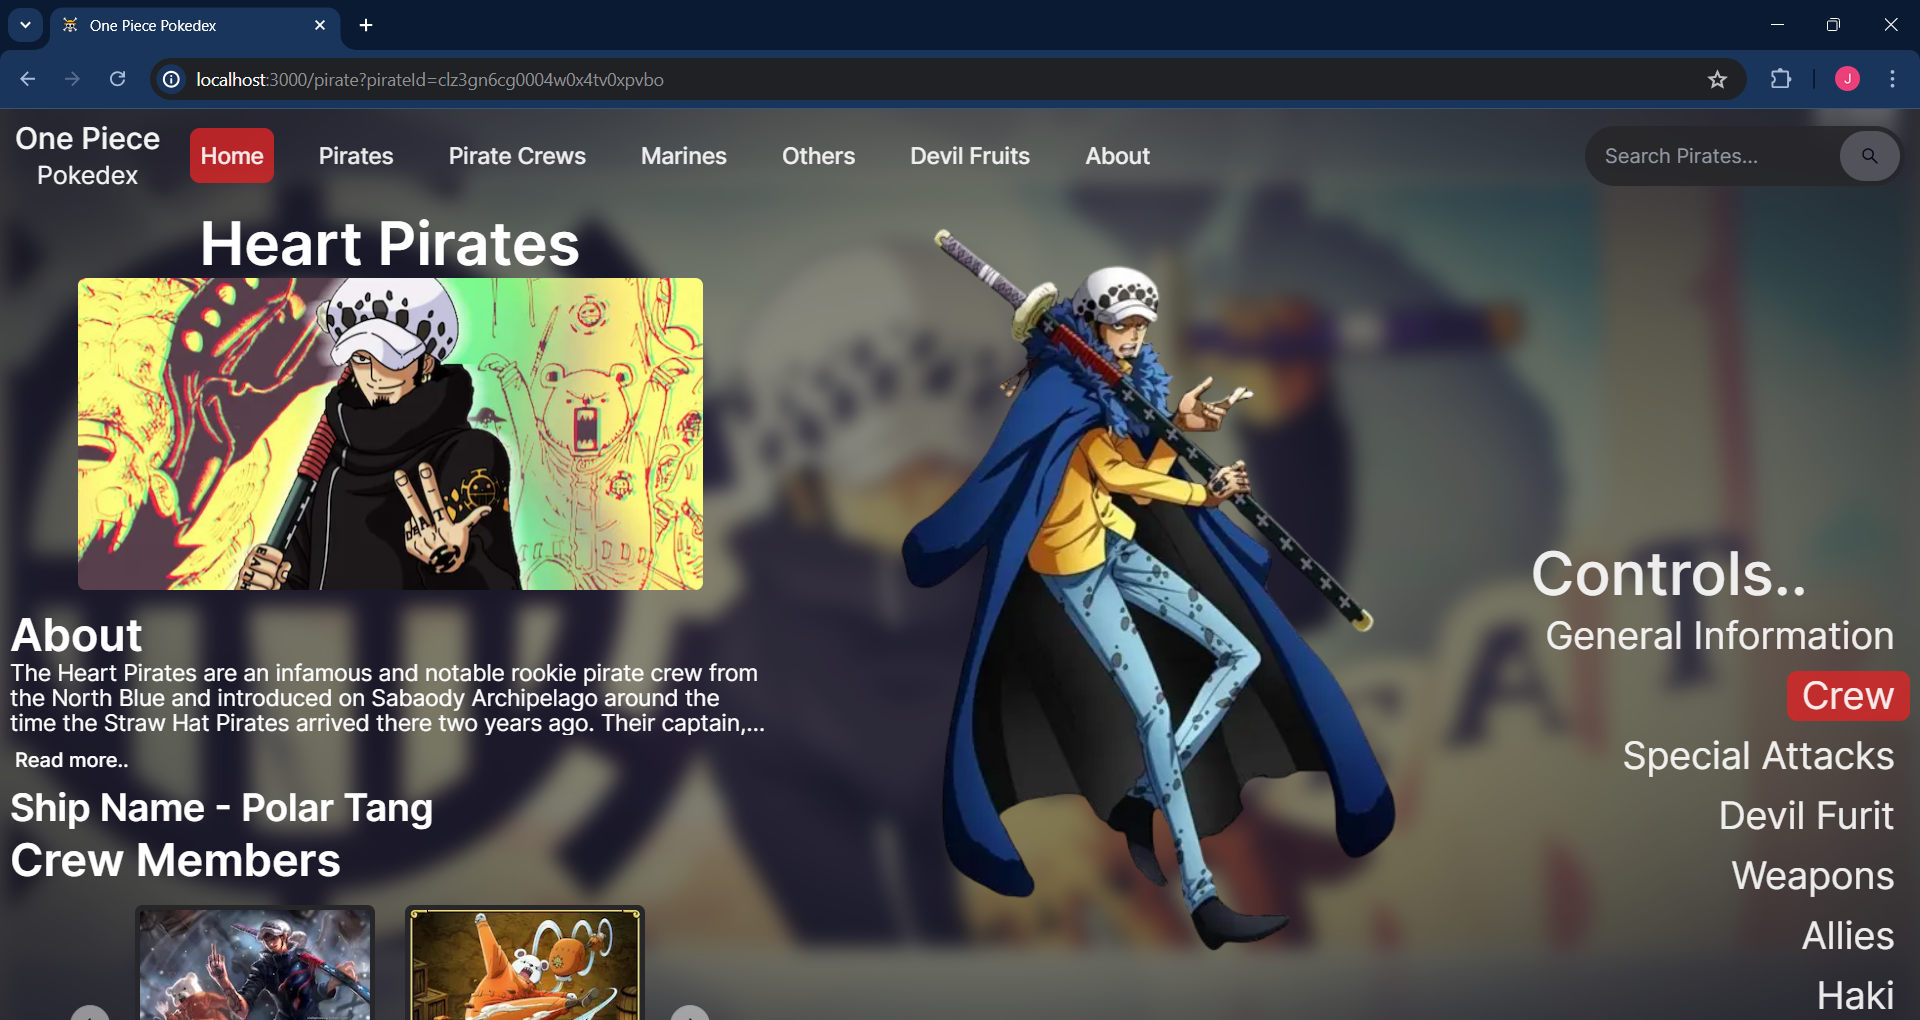 One Piece Pokedex
localhost:3000/pirate?pirateId=clz3gn6cg0004w0x4tv0xpvbo
J
One Piece
Pokedex
Home
Pirates
Pirate Crews
Marines
Others
Devil Fruits
About
Search Pirates...
Heart Pirates
DEAT
DEATH
About
The Heart Pirates are an infamous and notable rookie pirate crew from
the North Blue and introduced on Sabaody Archipelago around the
time the Straw Hat Pirates arrived there two years ago. Their captain,...
Read more..
Ship Name - Polar Tang
Crew Members
Controls..
General Information
Crew
Special Attacks
Devil Furit
Weapons
Allies
Haki